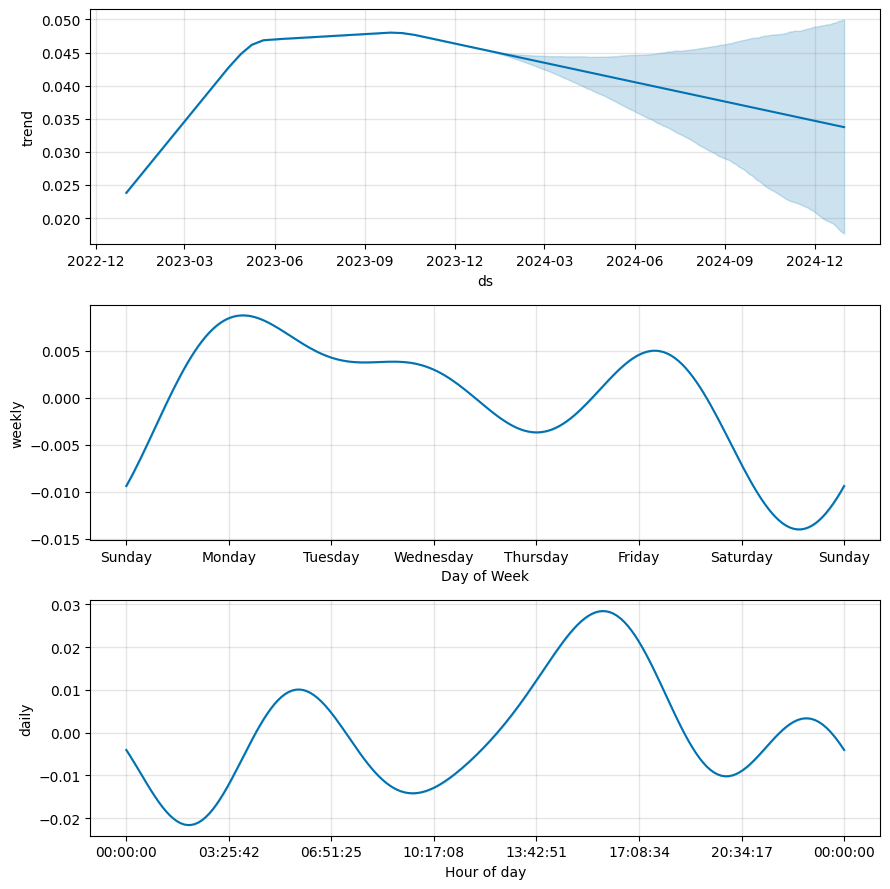 0.050
0.045
0.040
0.035
0.030
0.025
0.020
trend
2022-12 2023-03 2023-06 2023-09 2023-12 2024-03 2024-06 2024-09 2024-12
ds
0.005
0.000
−0.005
−0.010
−0.015
weekly
Sunday Monday Tuesday Wednesday Thursday Friday Saturday Sunday
Day of Week
0.03
0.02
0.01
0.00
−0.01
−0.02
daily
00:00:00 03:25:42 06:51:25 10:17:08 13:42:51 17:08:34 20:34:17 00:00:00
Hour of day